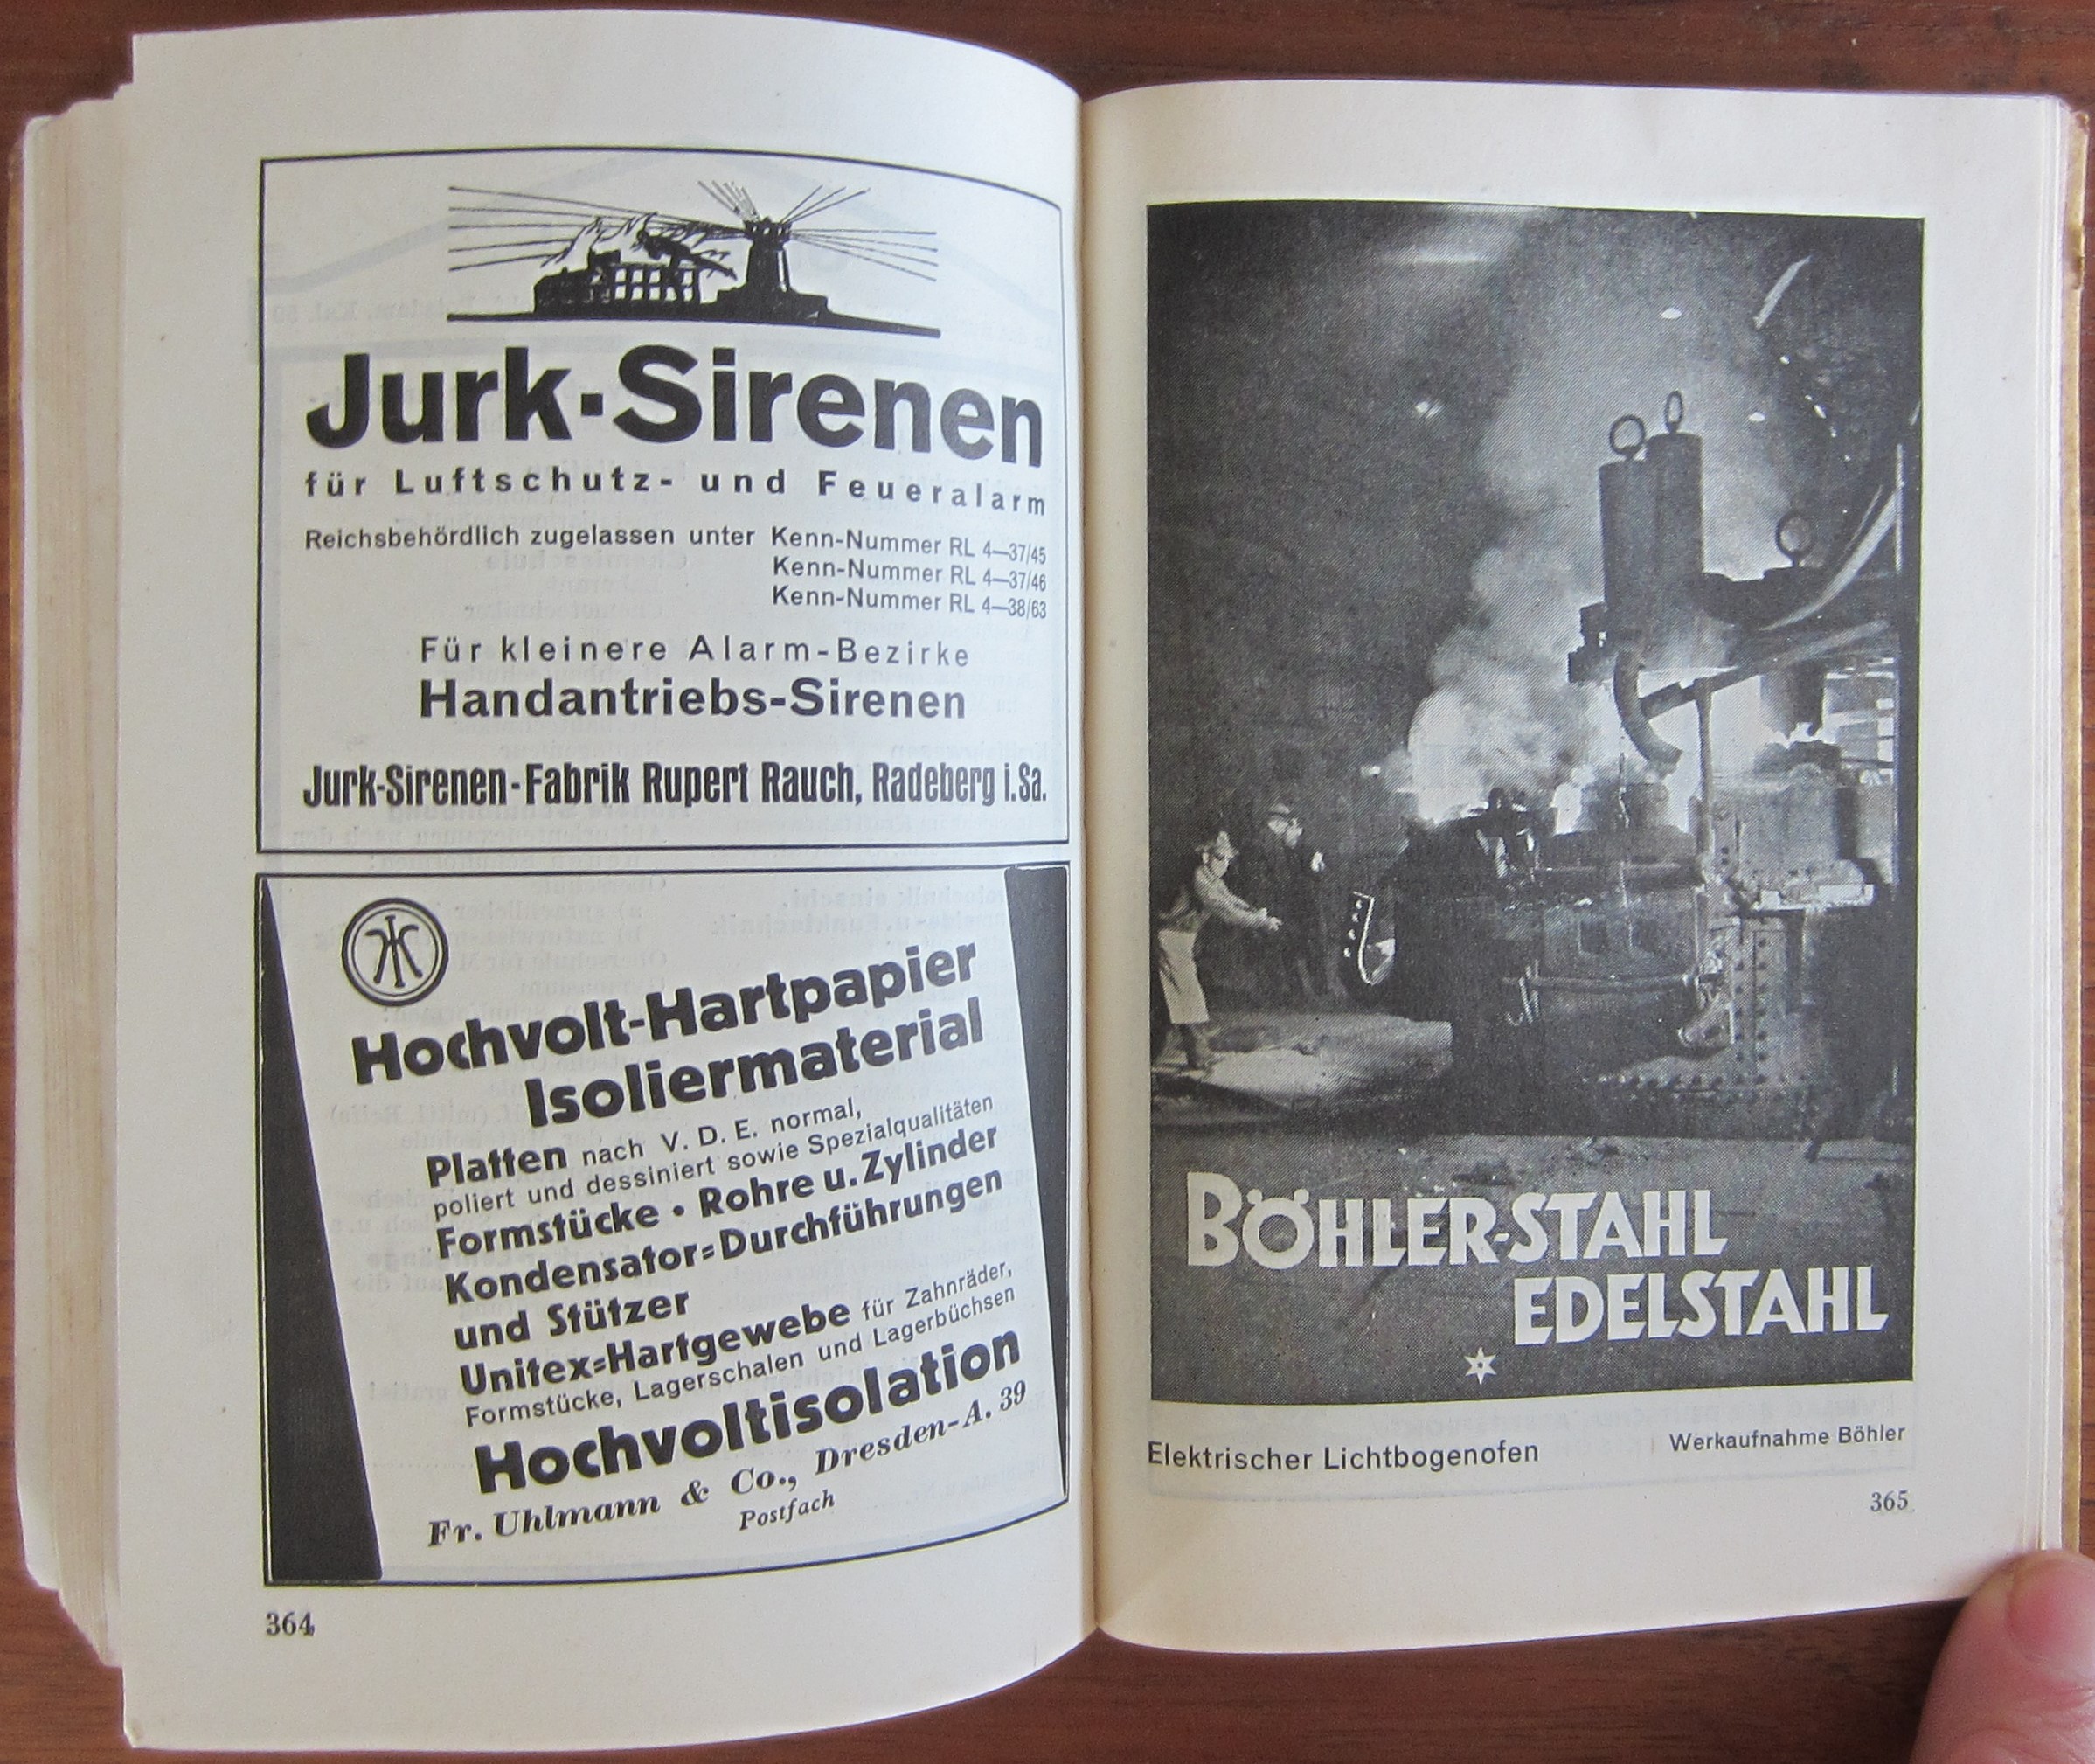 Jurk-Sirenen
für Luftschutz- und Feueralarm
Reichsbehördlich zugelassen unter Kenn-Nummer RL 4—37/45
Kenn-Nummer RL 4—37/46
Kenn-Nummer RL 4—38/63
Für kleinere Alarm-Bezirke
Handantriebs-Sirenen
Jurk-Sirenen-Fabrik Rupert Rauch, Radeberg i.Sa.
Hochvolt-Hartpapier
Isoliermaterial
Platten nach V. D. E. normal,
poliert und dessiniert sowie Spezialqualitäten
Formstücke • Rohre u. Zylinder
Kondensator=Durchführungen
und Stützer
Unitex=Hartgewebe für Zahnräder,
Formstücke, Lagerschalen und Lagerbüchsen
Hochvoltisolation
Fr. Uhlmann & Co., Dresden-A. 39
Postfach
364
BÖHLER-STAHL
EDELSTAHL
Elektrischer Lichtbogenofen
Werkaufnahme Böhler
365